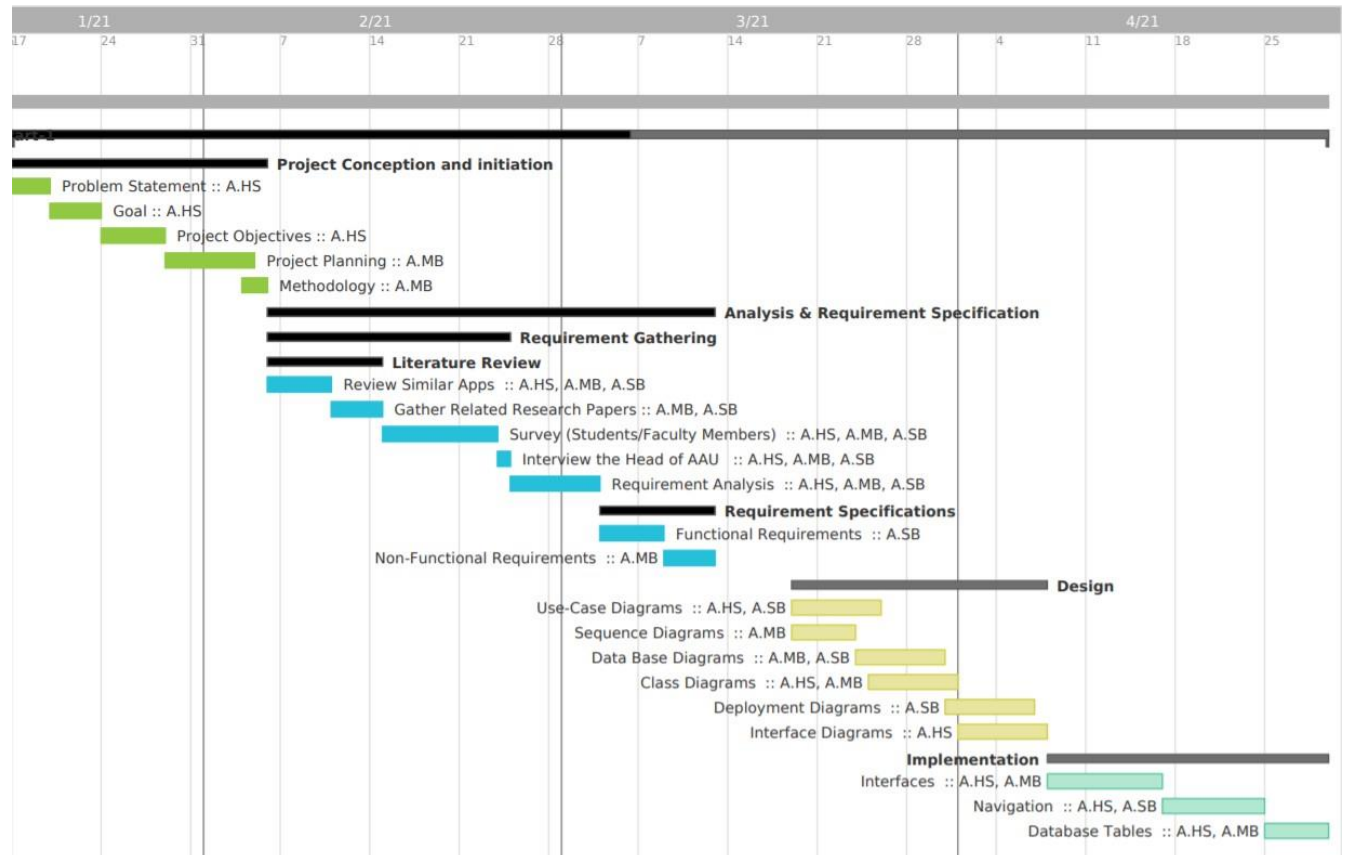 1/21 2/21 3/21 4/21
17 24 31 7 14 21 28 7 14 21 28 4 11 18 25
art-1
Project Conception and initiation
Problem Statement :: A.HS
Goal :: A.HS
Project Objectives :: A.HS
Project Planning :: A.MB
Methodology :: A.MB
Analysis & Requirement Specification
Requirement Gathering
Literature Review
Review Similar Apps :: A.HS, A.MB, A.SB
Gather Related Research Papers :: A.MB, A.SB
Survey (Students/Faculty Members) :: A.HS, A.MB, A.SB
Interview the Head of AAU :: A.HS, A.MB, A.SB
Requirement Analysis :: A.HS, A.MB, A.SB
Requirement Specifications
Functional Requirements :: A.SB
Non-Functional Requirements :: A.MB
Design
Use-Case Diagrams :: A.HS, A.SB
Sequence Diagrams :: A.MB
Data Base Diagrams :: A.MB, A.SB
Class Diagrams :: A.HS, A.MB
Deployment Diagrams :: A.SB
Interface Diagrams :: A.HS
Implementation
Interfaces :: A.HS, A.MB
Navigation :: A.HS, A.SB
Database Tables :: A.HS, A.MB